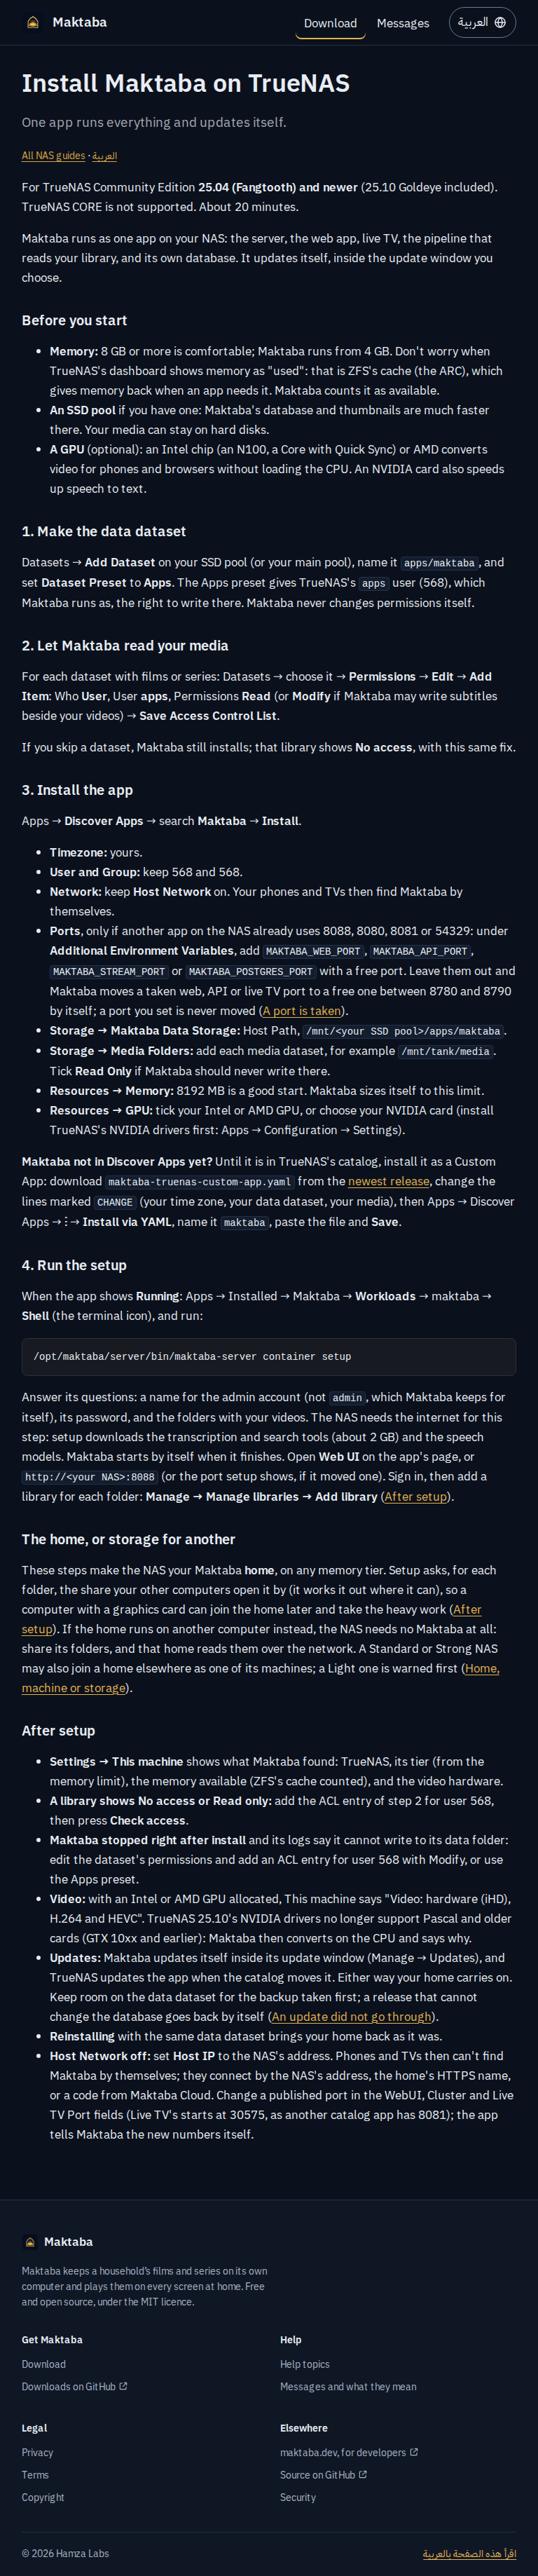 Maktaba
Download
Messages
العربية
Install Maktaba on TrueNAS
One app runs everything and updates itself.
All NAS guides · العربية
For TrueNAS Community Edition 25.04 (Fangtooth) and newer (25.10 Goldeye included).
TrueNAS CORE is not supported. About 20 minutes.
Maktaba runs as one app on your NAS: the server, the web app, live TV, the pipeline that
reads your library, and its own database. It updates itself, inside the update window you
choose.
Before you start
• Memory: 8 GB or more is comfortable; Maktaba runs from 4 GB. Don't worry when
TrueNAS's dashboard shows memory as "used": that is ZFS's cache (the ARC), which
gives memory back when an app needs it. Maktaba counts it as available.
• An SSD pool if you have one: Maktaba's database and thumbnails are much faster
there. Your media can stay on hard disks.
• A GPU (optional): an Intel chip (an N100, a Core with Quick Sync) or AMD converts
video for phones and browsers without loading the CPU. An NVIDIA card also speeds
up speech to text.
1. Make the data dataset
Datasets → Add Dataset on your SSD pool (or your main pool), name it apps/maktaba, and
set Dataset Preset to Apps. The Apps preset gives TrueNAS's apps user (568), which
Maktaba runs as, the right to write there. Maktaba never changes permissions itself.
2. Let Maktaba read your media
For each dataset with films or series: Datasets → choose it → Permissions → Edit → Add
Item: Who User, User apps, Permissions Read (or Modify if Maktaba may write subtitles
beside your videos) → Save Access Control List.
If you skip a dataset, Maktaba still installs; that library shows No access, with this same fix.
3. Install the app
Apps → Discover Apps → search Maktaba → Install.
• Timezone: yours.
• User and Group: keep 568 and 568.
• Network: keep Host Network on. Your phones and TVs then find Maktaba by
themselves.
• Ports, only if another app on the NAS already uses 8088, 8080, 8081 or 54329: under
Additional Environment Variables, add MAKTABA_WEB_PORT, MAKTABA_API_PORT,
MAKTABA_STREAM_PORT or MAKTABA_POSTGRES_PORT with a free port. Leave them out and
Maktaba moves a taken web, API or live TV port to a free one between 8780 and 8790
by itself; a port you set is never moved (A port is taken).
• Storage → Maktaba Data Storage: Host Path, /mnt/<your SSD pool>/apps/maktaba.
• Storage → Media Folders: add each media dataset, for example /mnt/tank/media.
Tick Read Only if Maktaba should never write there.
• Resources → Memory: 8192 MB is a good start. Maktaba sizes itself to this limit.
• Resources → GPU: tick your Intel or AMD GPU, or choose your NVIDIA card (install
TrueNAS's NVIDIA drivers first: Apps → Configuration → Settings).
Maktaba not in Discover Apps yet? Until it is in TrueNAS's catalog, install it as a Custom
App: download maktaba-truenas-custom-app.yaml from the newest release, change the
lines marked CHANGE (your time zone, your data dataset, your media), then Apps → Discover
Apps → ⋮ → Install via YAML, name it maktaba, paste the file and Save.
4. Run the setup
When the app shows Running: Apps → Installed → Maktaba → Workloads → maktaba →
Shell (the terminal icon), and run:
/opt/maktaba/server/bin/maktaba-server container setup
Answer its questions: a name for the admin account (not admin, which Maktaba keeps for
itself), its password, and the folders with your videos. The NAS needs the internet for this
step: setup downloads the transcription and search tools (about 2 GB) and the speech
models. Maktaba starts by itself when it finishes. Open Web UI on the app's page, or
http://<your NAS>:8088 (or the port setup shows, if it moved one). Sign in, then add a
library for each folder: Manage → Manage libraries → Add library (After setup).
The home, or storage for another
These steps make the NAS your Maktaba home, on any memory tier. Setup asks, for each
folder, the share your other computers open it by (it works it out where it can), so a
computer with a graphics card can join the home later and take the heavy work (After
setup). If the home runs on another computer instead, the NAS needs no Maktaba at all:
share its folders, and that home reads them over the network. A Standard or Strong NAS
may also join a home elsewhere as one of its machines; a Light one is warned first (Home,
machine or storage).
After setup
• Settings → This machine shows what Maktaba found: TrueNAS, its tier (from the
memory limit), the memory available (ZFS's cache counted), and the video hardware.
• A library shows No access or Read only: add the ACL entry of step 2 for user 568,
then press Check access.
• Maktaba stopped right after install and its logs say it cannot write to its data folder:
edit the dataset's permissions and add an ACL entry for user 568 with Modify, or use
the Apps preset.
• Video: with an Intel or AMD GPU allocated, This machine says "Video: hardware (iHD),
H.264 and HEVC". TrueNAS 25.10's NVIDIA drivers no longer support Pascal and older
cards (GTX 10xx and earlier): Maktaba then converts on the CPU and says why.
• Updates: Maktaba updates itself inside its update window (Manage → Updates), and
TrueNAS updates the app when the catalog moves it. Either way your home carries on.
Keep room on the data dataset for the backup taken first; a release that cannot
change the database goes back by itself (An update did not go through).
• Reinstalling with the same data dataset brings your home back as it was.
• Host Network off: set Host IP to the NAS's address. Phones and TVs then can't find
Maktaba by themselves; they connect by the NAS's address, the home's HTTPS name,
or a code from Maktaba Cloud. Change a published port in the WebUI, Cluster and Live
TV Port fields (Live TV's starts at 30575, as another catalog app has 8081); the app
tells Maktaba the new numbers itself.
Maktaba
Maktaba keeps a household's films and series on its own
computer and plays them on every screen at home. Free
and open source, under the MIT licence.
Get Maktaba
Download
Downloads on GitHub
Help
Help topics
Messages and what they mean
Legal
Privacy
Terms
Copyright
Elsewhere
maktaba.dev, for developers
Source on GitHub
Security
© 2026 Hamza Labs
اقرأ هذه الصفحة بالعربية